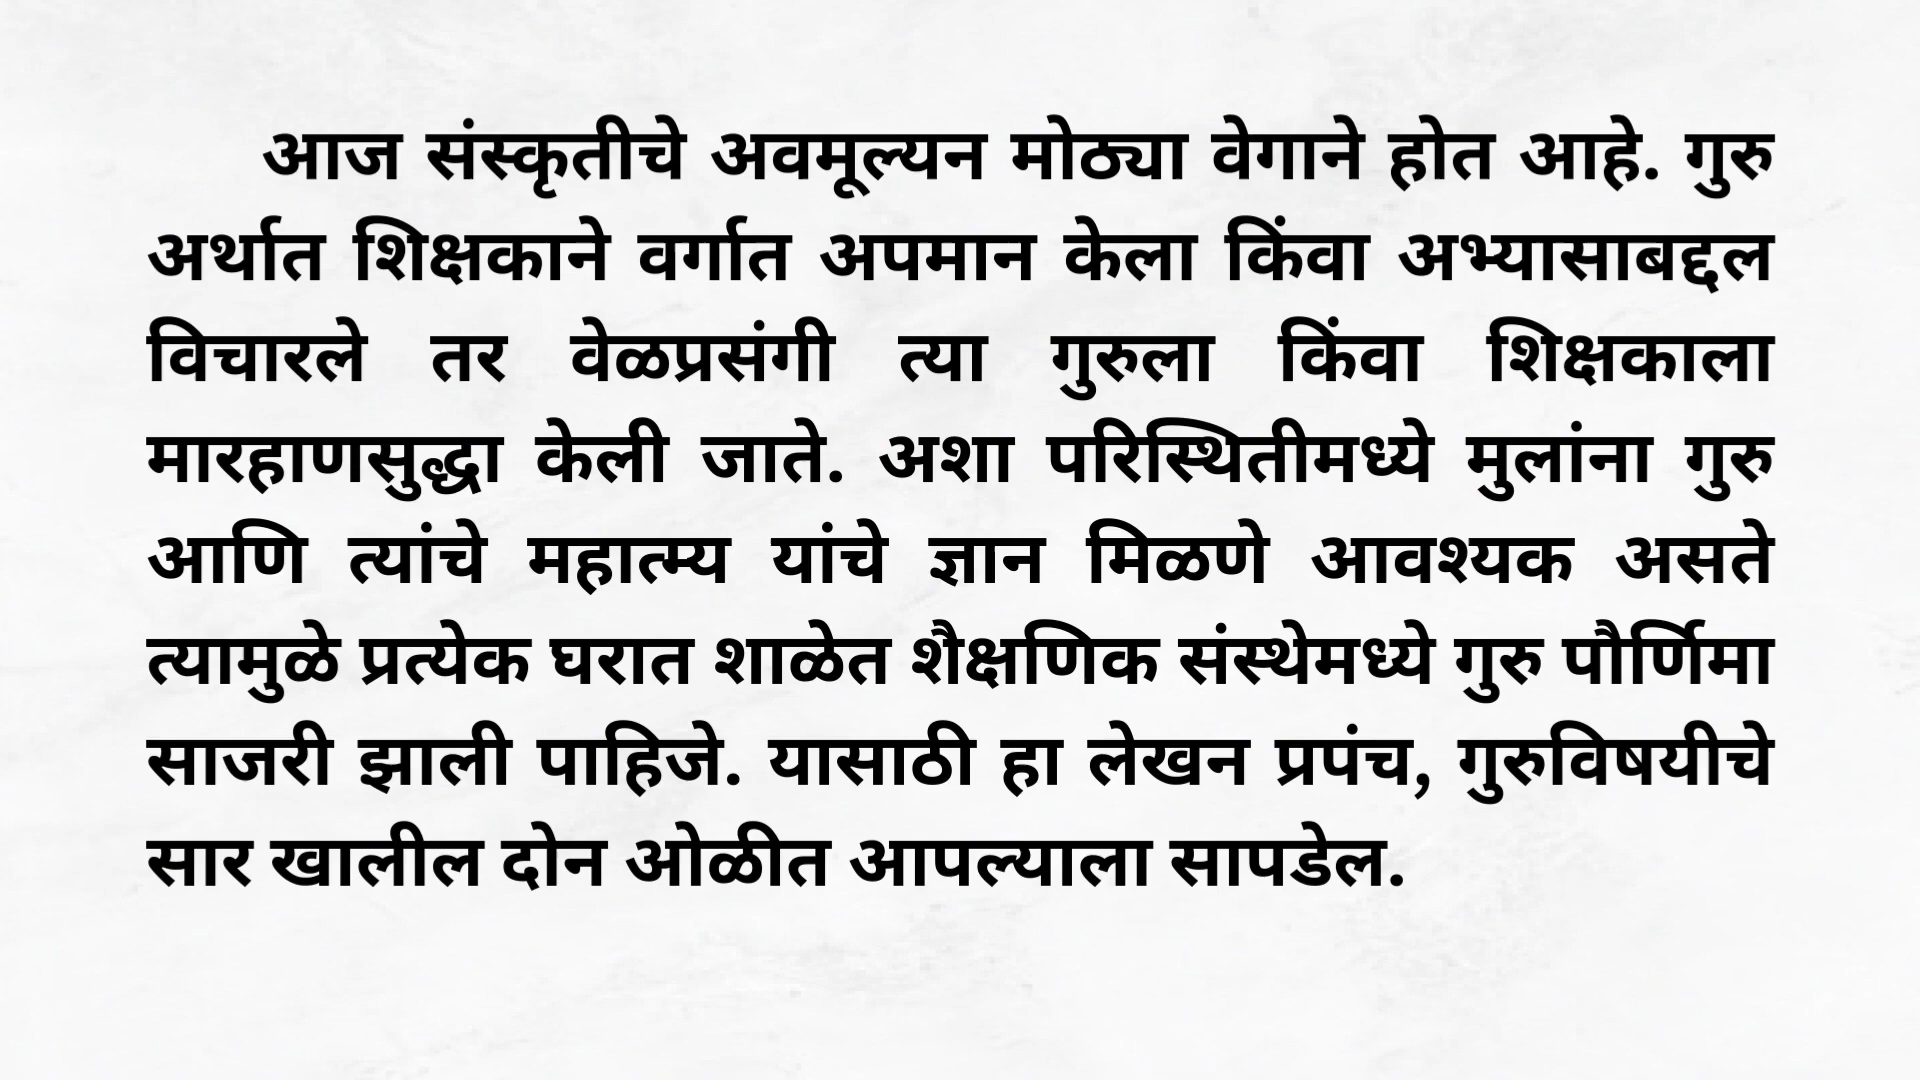 आज संस्कृतीचे अवमूल्यन मोठ्या वेगाने होत आहे. गुरु
अर्थात शिक्षकाने वर्गात अपमान केला किंवा अभ्यासाबद्दल
विचारले तर वेळप्रसंगी त्या गुरुला किंवा शिक्षकाला
मारहाणसुद्धा केली जाते. अशा परिस्थितीमध्ये मुलांना गुरु
आणि त्यांचे महात्म्य यांचे ज्ञान मिळणे आवश्यक असते
त्यामुळे प्रत्येक घरात शाळेत शैक्षणिक संस्थेमध्ये गुरु पौर्णिमा
साजरी झाली पाहिजे. यासाठी हा लेखन प्रपंच, गुरुविषयीचे
सार खालील दोन ओळीत आपल्याला सापडेल.